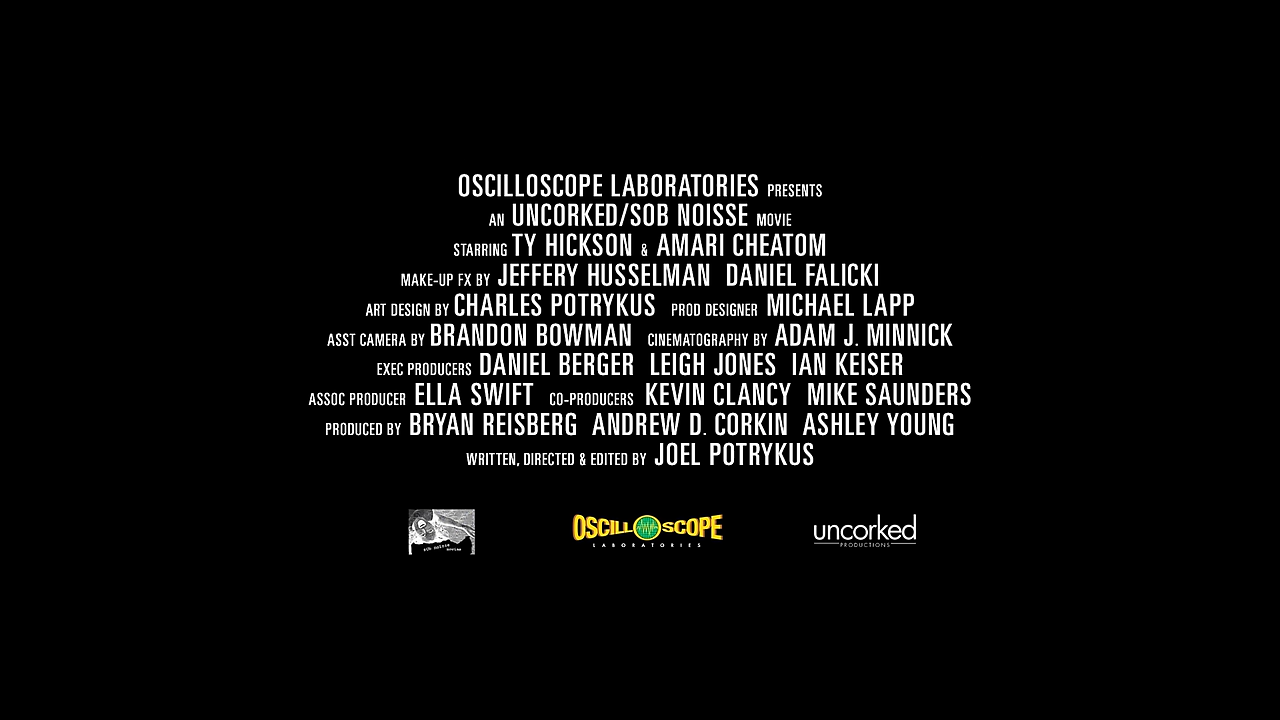 OSCILLOSCOPE LABORATORIES PRESENTS
AN UNCORKED/SOB NOISSE MOVIE
STARRING TY HICKSON & AMARI CHEATOM
MAKE-UP FX BY JEFFERY HUSSELMAN DANIEL FALICKI
ART DESIGN BY CHARLES POTRYKUS PROD DESIGNER MICHAEL LAPP
ASST CAMERA BY BRANDON BOWMAN CINEMATOGRAPHY BY ADAM J. MINNICK
EXEC PRODUCERS DANIEL BERGER LEIGH JONES IAN KEISER
ASSOC PRODUCER ELLA SWIFT CO-PRODUCERS KEVIN CLANCY MIKE SAUNDERS
PRODUCED BY BRYAN REISBERG ANDREW D. CORKIN ASHLEY YOUNG
WRITTEN, DIRECTED & EDITED BY JOEL POTRYKUS
sob noisse
movies
OSCILLOSCOPE
LABORATORIES
uncorked
PRODUCTIONS